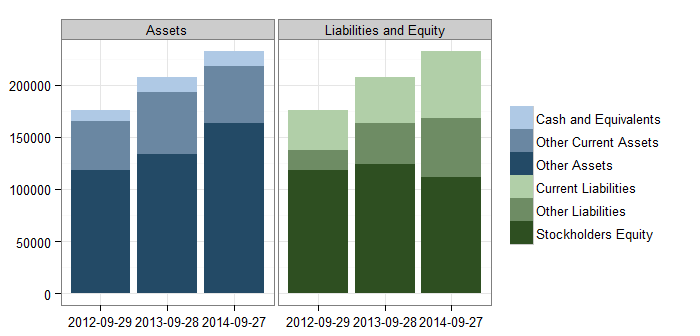 Assets
Liabilities and Equity
200000
150000
100000
50000
0
2012-09-29 2013-09-28 2014-09-27
2012-09-29 2013-09-28 2014-09-27
Cash and Equivalents
Other Current Assets
Other Assets
Current Liabilities
Other Liabilities
Stockholders Equity